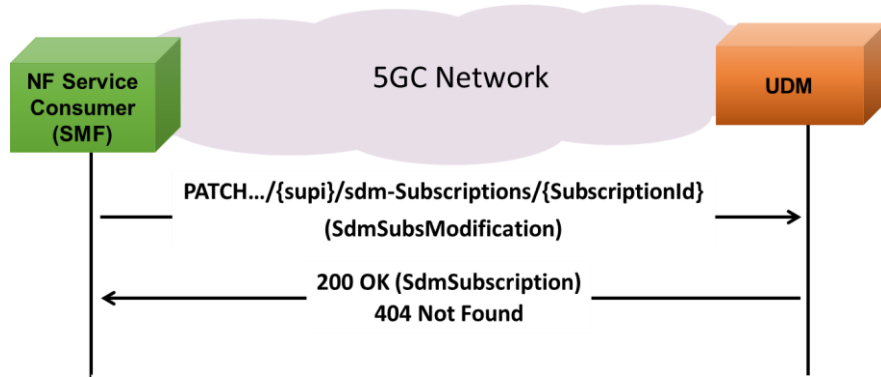 NF Service
Consumer
(SMF)
5GC Network
UDM
PATCH…/{supi}/sdm-Subscriptions/{SubscriptionId}
(SdmSubsModification)
200 OK (SdmSubscription)
404 Not Found